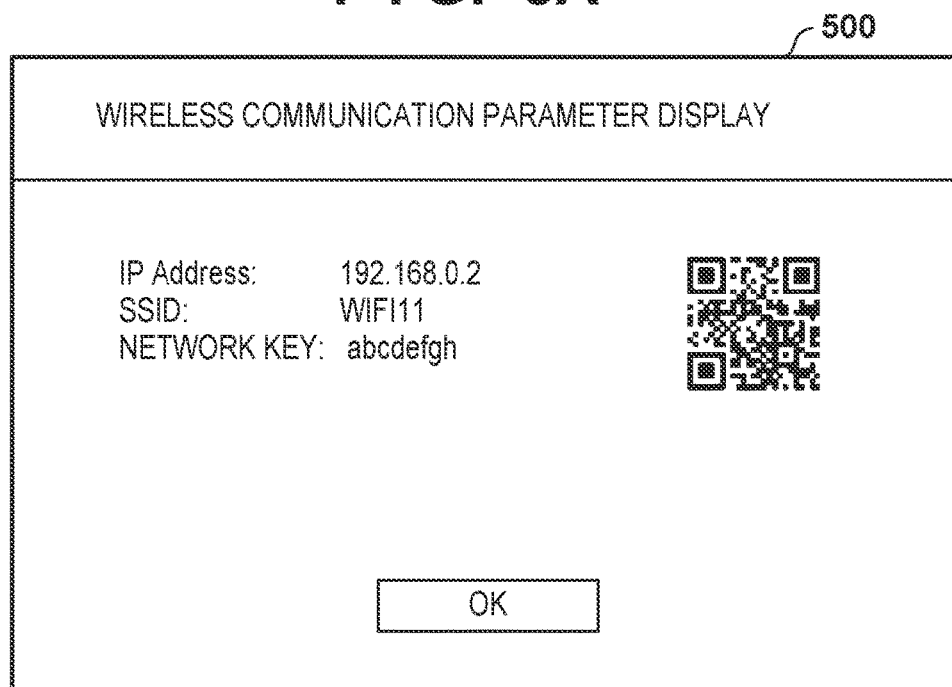 500
WIRELESS COMMUNICATION PARAMETER DISPLAY
IP Address: 192.168.0.2
SSID: WIFI11
NETWORK KEY: abcdefgh
OK